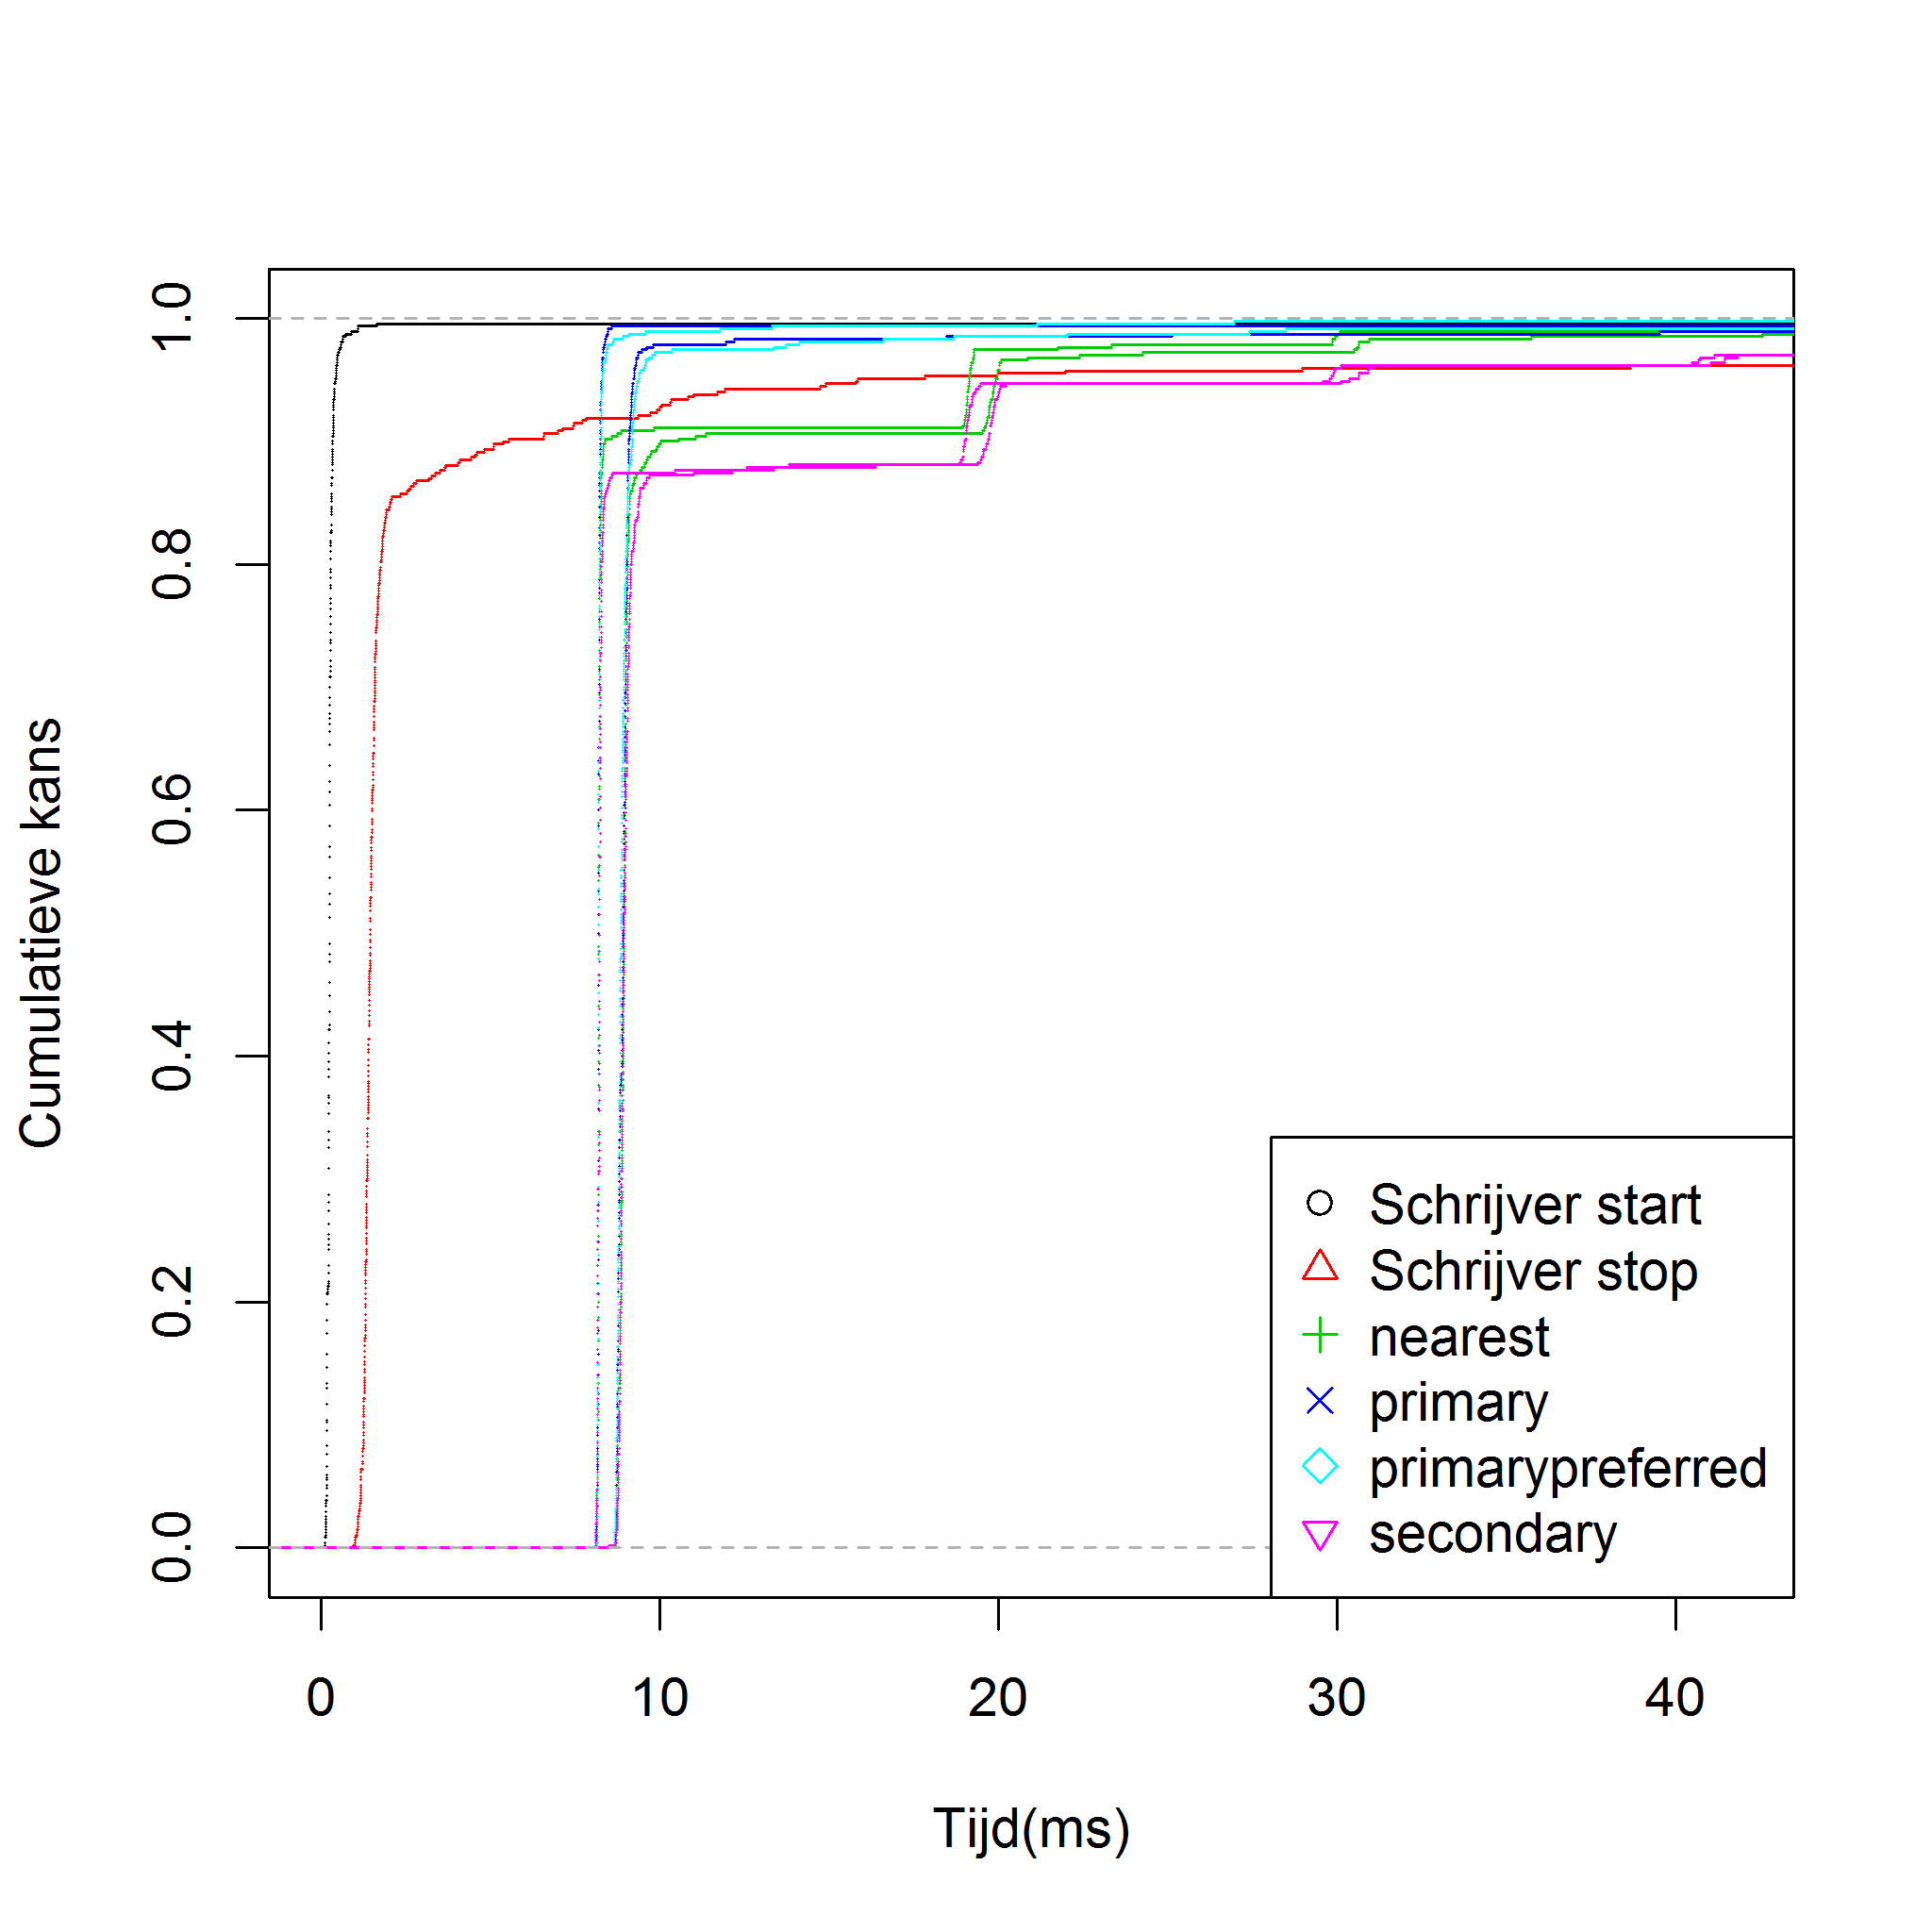 Cumulatieve kans
1.0
0.8
0.6
0.4
0.2
0.0
0 10 20 30 40
Tijd(ms)
Schrijver start
Schrijver stop
nearest
primary
primarypreferred
secondary